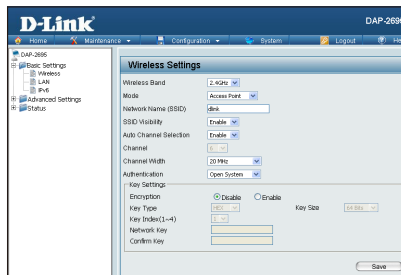 D-Link
DAP-2695
Home Maintenance Configuration System Logout He
DAP-2695
Basic Settings
Wireless
LAN
IPv6
Advanced Settings
Status
Wireless Settings
Wireless Band 2.4GHz
Mode Access Point
Network Name (SSID) dlink
SSID Visibility Enable
Auto Channel Selection Enable
Channel 6
Channel Width 20 MHz
Authentication Open System
Key Settings
Encryption Disable Enable
Key Type HEX Key Size 64 Bits
Key Index(1~4) 1
Network Key
Confirm Key
Save